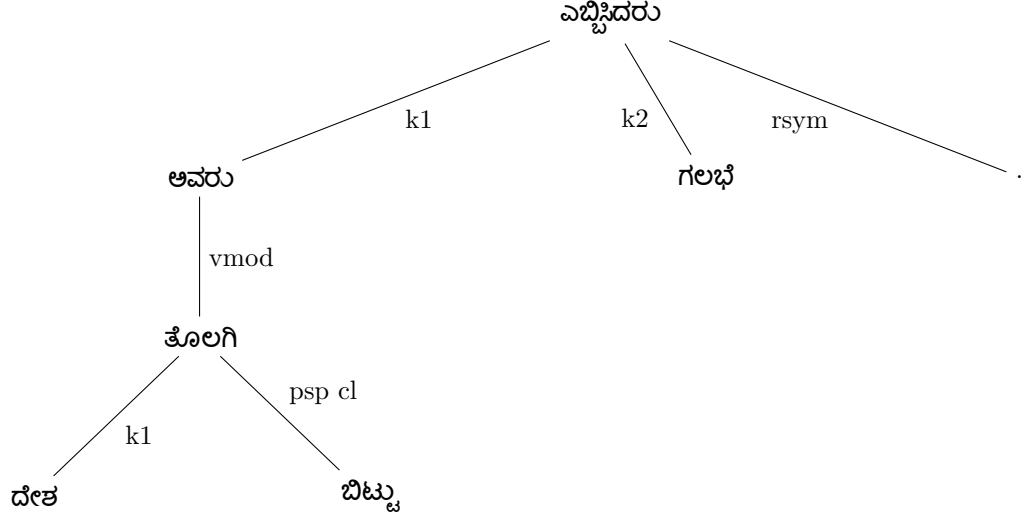 ಎಬ್ಬಿಸಿದರು
k1
k2
rsym
ಅವರು
ಗಲಭೆ
.
vmod
ತೊಲಗಿ
psp cl
k1
ದೇಶ
ಬಿಟ್ಟು